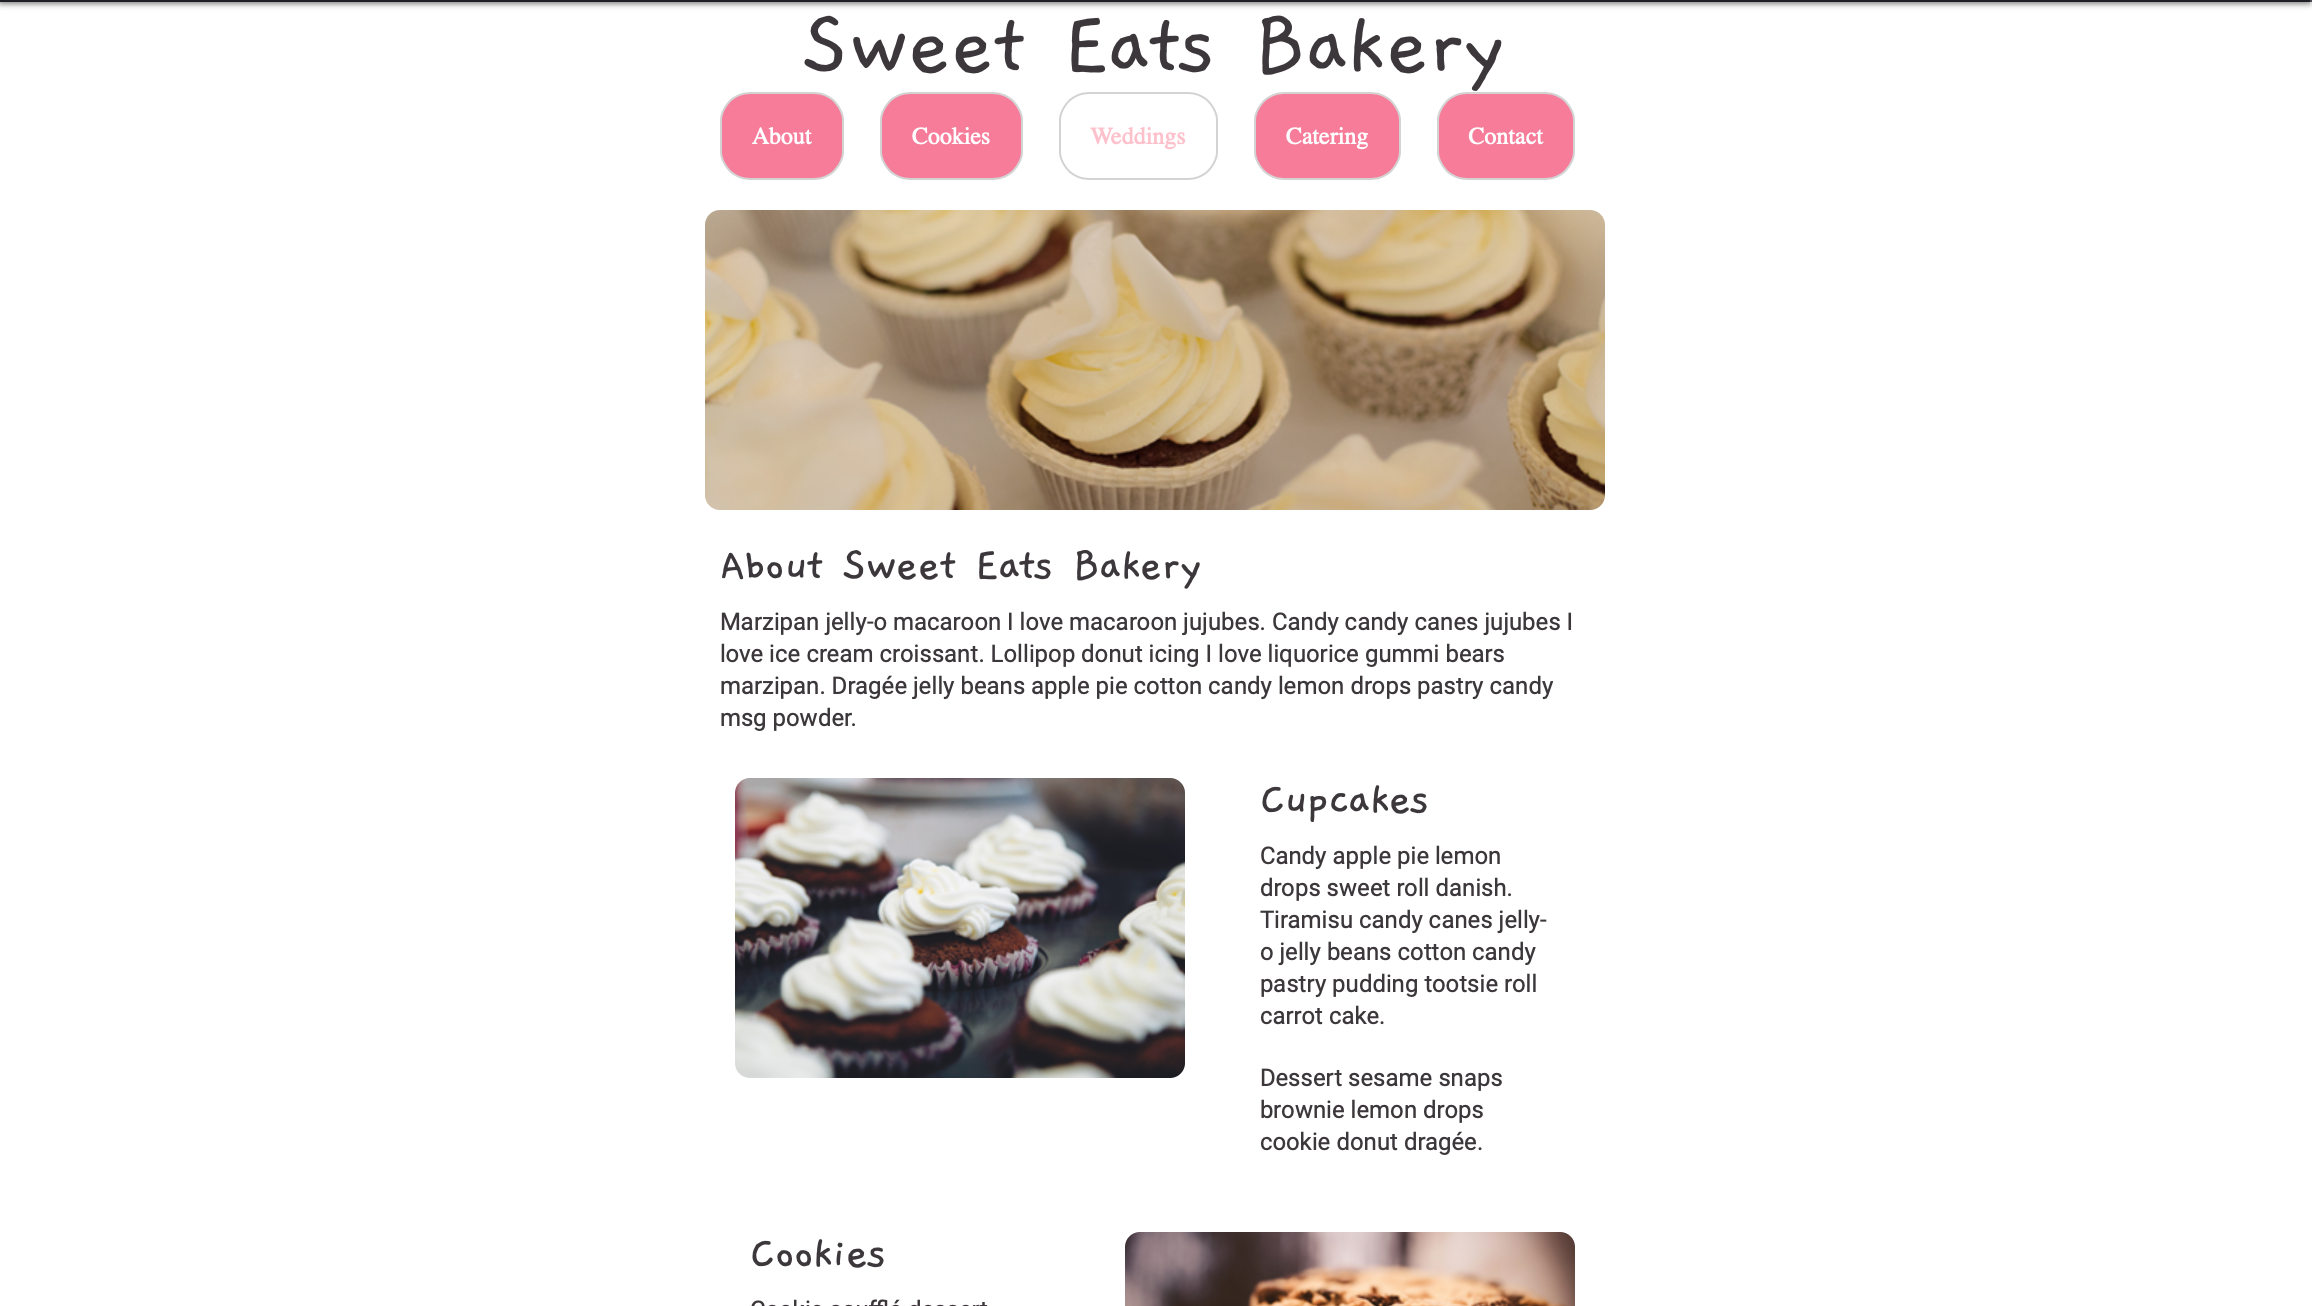 Sweet Eats Bakery
About Cookies Weddings Catering Contact
About Sweet Eats Bakery
Marzipan jelly-o macaroon I love macaroon jujubes. Candy candy canes jujubes I
love ice cream croissant. Lollipop donut icing I love liquorice gummi bears
marzipan. Dragée jelly beans apple pie cotton candy lemon drops pastry candy
msg powder.
Cupcakes
Candy apple pie lemon
drops sweet roll danish.
Tiramisu candy canes jelly-
o jelly beans cotton candy
pastry pudding tootsie roll
carrot cake.
Dessert sesame snaps
brownie lemon drops
cookie donut dragée.
Cookies
Cookie soufflé dessert